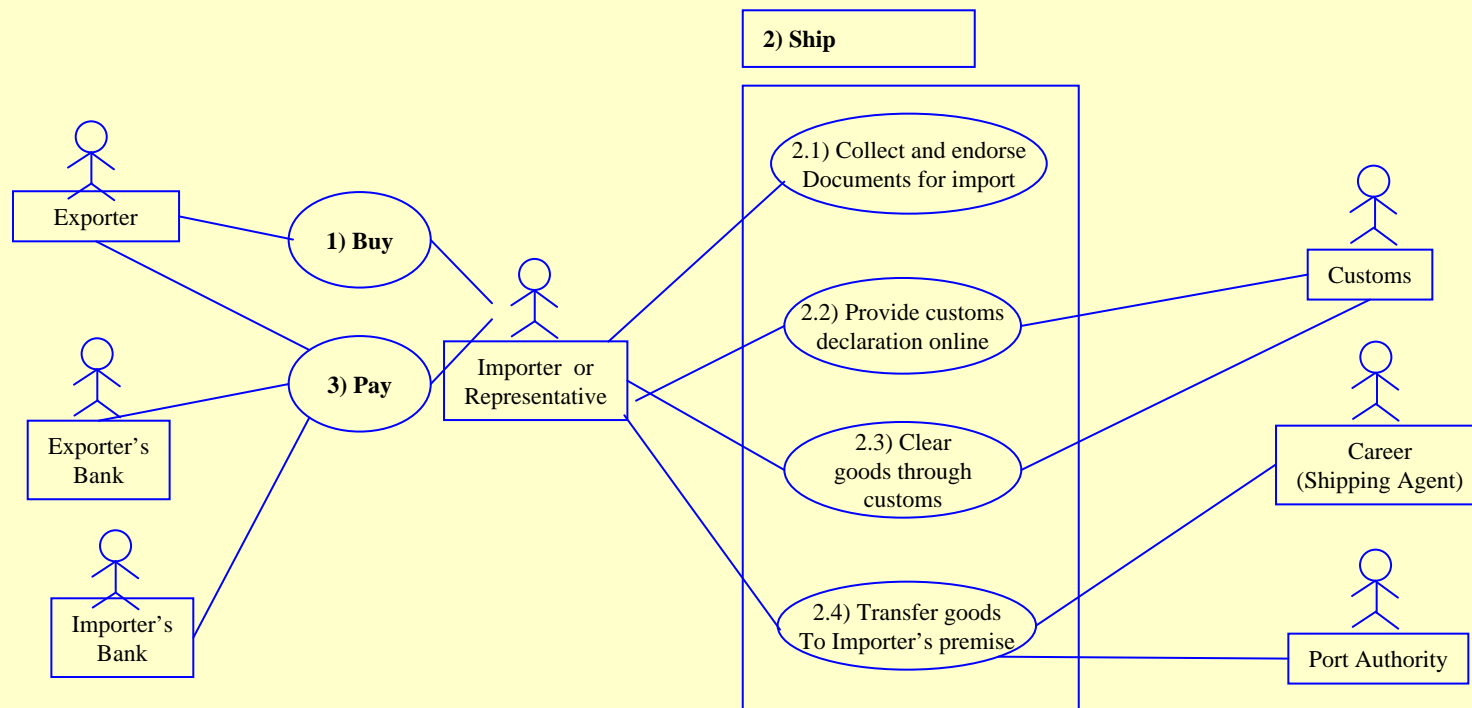 2) Ship
Exporter
1) Buy
3) Pay
Exporter’s
Bank
Importer’s
Bank
Importer or
Representative
2.1) Collect and endorse
Documents for import
2.2) Provide customs
declaration online
2.3) Clear
goods through
customs
2.4) Transfer goods
To Importer’s premise
Customs
Career
(Shipping Agent)
Port Authority